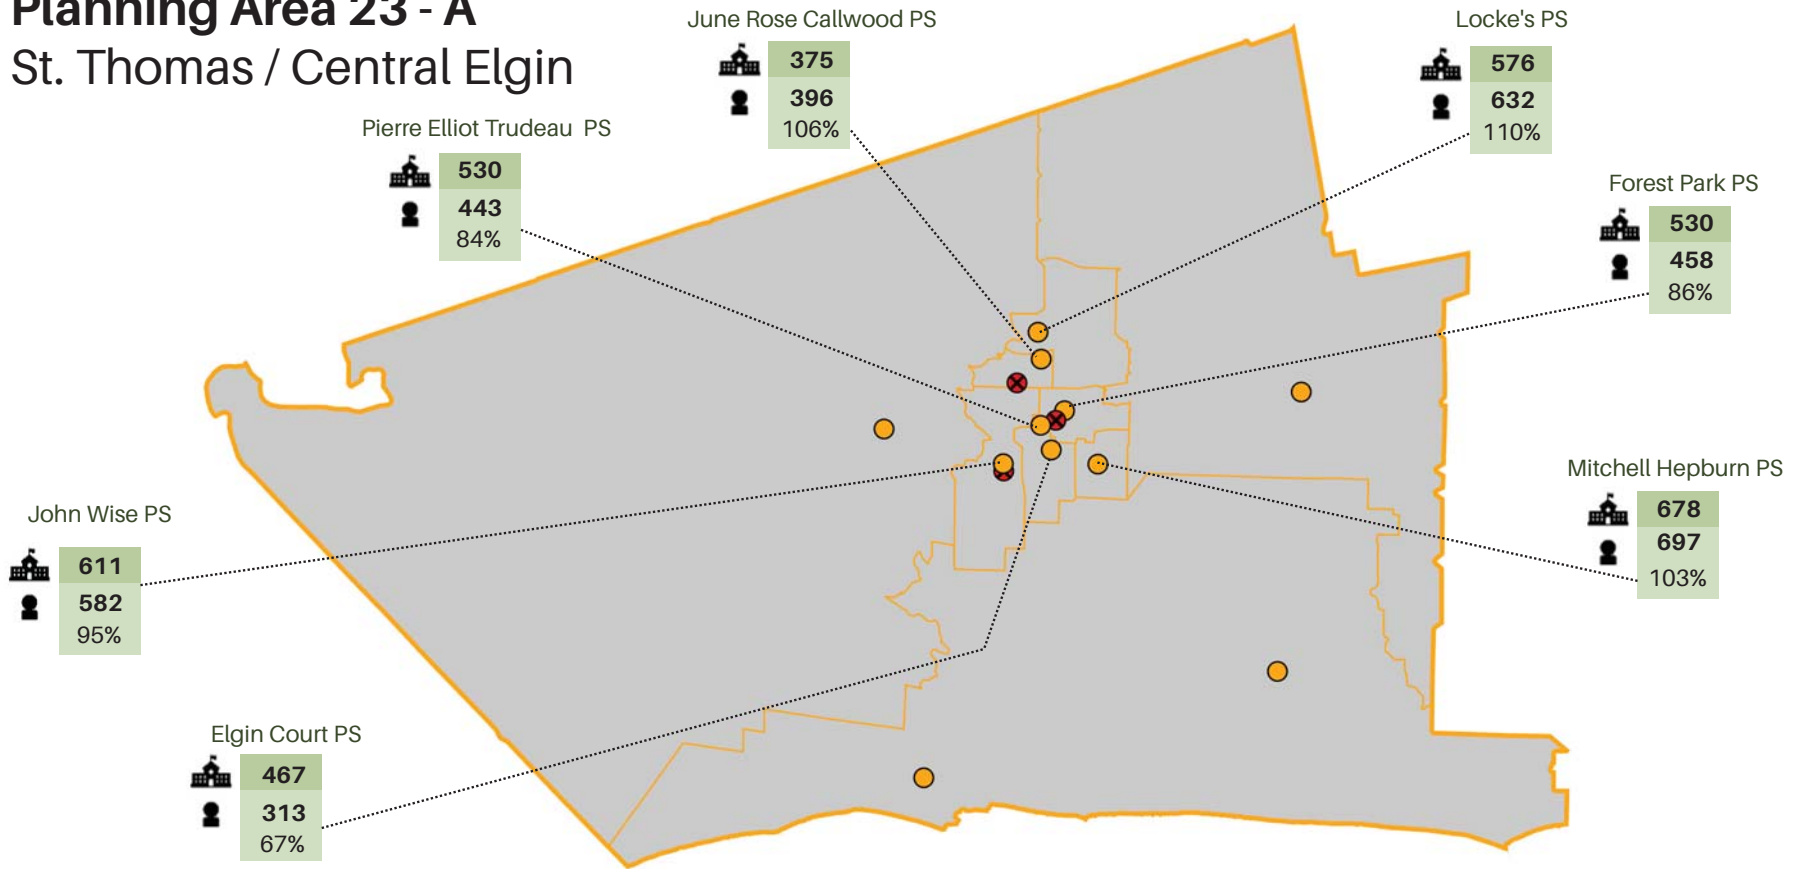 Planning Area 23 - A
St. Thomas / Central Elgin
June Rose Callwood PS
375
396
106%
Locke's PS
576
632
110%
Pierre Elliot Trudeau PS
530
443
84%
Forest Park PS
530
458
86%
Mitchell Hepburn PS
678
697
103%
John Wise PS
611
582
95%
Elgin Court PS
467
313
67%